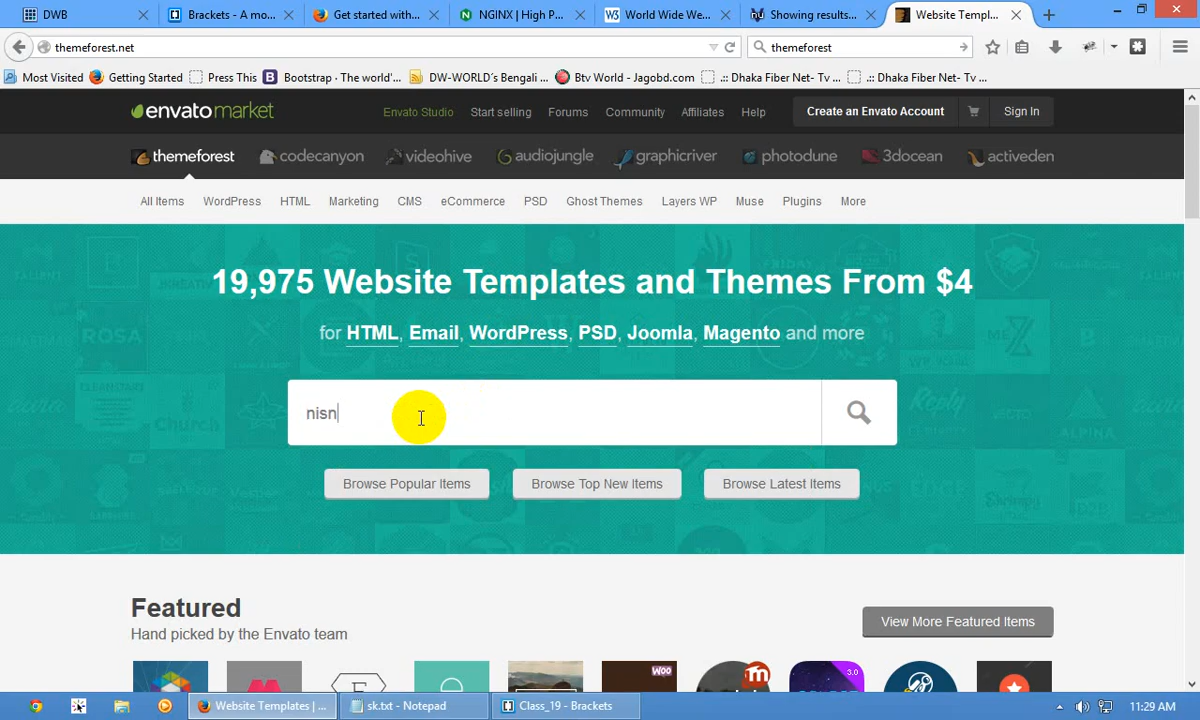 DWB
Brackets - A mo...
Get started with...
NGINX | High P...
World Wide We...
Showing results...
Website Templ...
themeforest.net
themeforest
Most Visited
Getting Started
Press This
Bootstrap · The world'...
DW-WORLD´s Bengali ...
Btv World - Jagobd.com
.:: Dhaka Fiber Net- Tv ...
.:: Dhaka Fiber Net- Tv ...
envatomarket
Envato Studio
Start selling
Forums
Community
Affiliates
Help
Create an Envato Account
Sign In
themeforest
codecanyon
videohive
audiojungle
graphicriver
photodune
3docean
activeden
All Items
WordPress
HTML
Marketing
CMS
eCommerce
PSD
Ghost Themes
Layers WP
Muse
Plugins
More
19,975 Website Templates and Themes From $4
for HTML, Email, WordPress, PSD, Joomla, Magento and more
nisn
Browse Popular Items
Browse Top New Items
Browse Latest Items
Featured
Hand picked by the Envato team
View More Featured Items
WOO
3.0
Website Templates | ...
sk.txt - Notepad
Class_19 - Brackets
11:29 AM